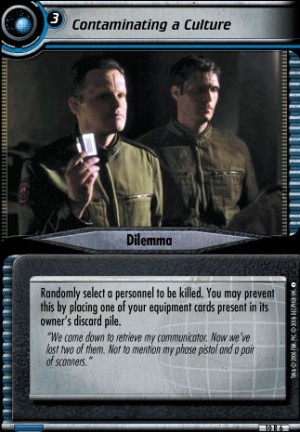 3
Contaminating a Culture
Dilemma
Randomly select a personnel to be killed. You may prevent
this by placing one of your equipment cards present in its
owner's discard pile.
"We came down to retrieve my communicator. Now we've
lost two of them. Not to mention my phase pistol and a pair
of scanners."
10 R 6